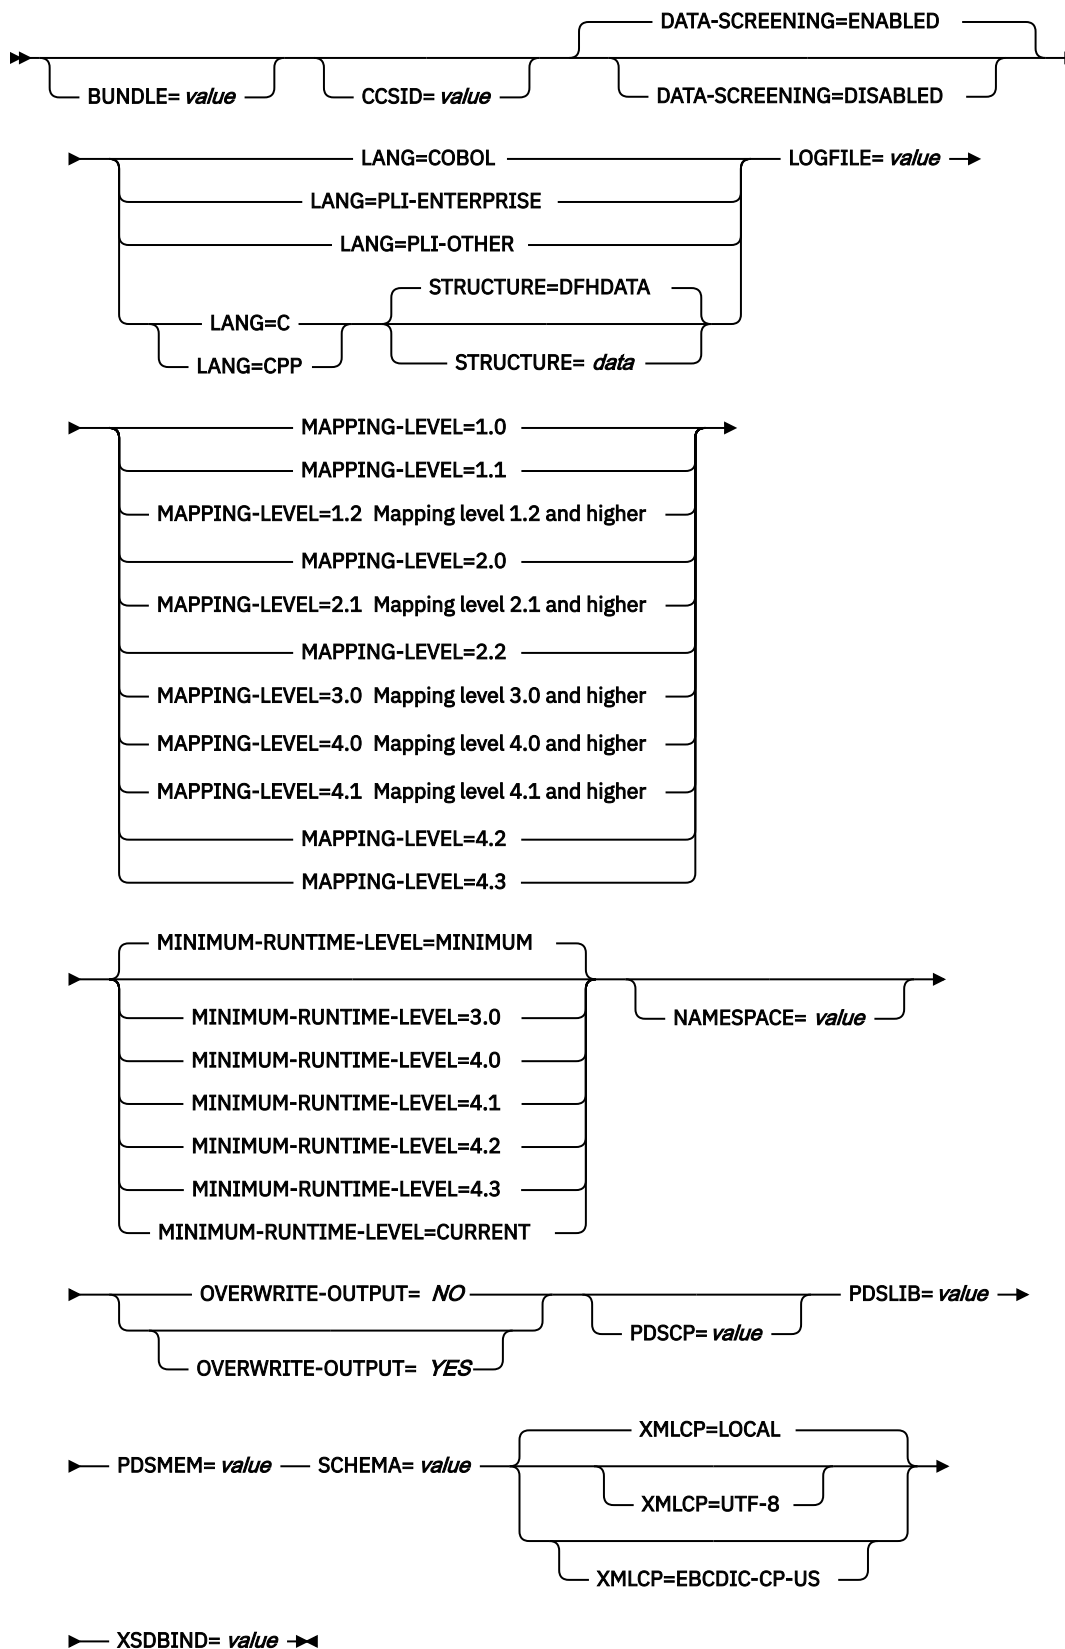 DATA-SCREENING=ENABLED
BUNDLE= value
CCSID= value
DATA-SCREENING=DISABLED
LANG=COBOL
LOGFILE= value
LANG=PLI-ENTERPRISE
LANG=PLI-OTHER
STRUCTURE=DFHDATA
LANG=C
LANG=CPP
STRUCTURE= data
MAPPING-LEVEL=1.0
MAPPING-LEVEL=1.1
MAPPING-LEVEL=1.2 Mapping level 1.2 and higher
MAPPING-LEVEL=2.0
MAPPING-LEVEL=2.1 Mapping level 2.1 and higher
MAPPING-LEVEL=2.2
MAPPING-LEVEL=3.0 Mapping level 3.0 and higher
MAPPING-LEVEL=4.0 Mapping level 4.0 and higher
MAPPING-LEVEL=4.1 Mapping level 4.1 and higher
MAPPING-LEVEL=4.2
MAPPING-LEVEL=4.3
MINIMUM-RUNTIME-LEVEL=MINIMUM
MINIMUM-RUNTIME-LEVEL=3.0
NAMESPACE= value
MINIMUM-RUNTIME-LEVEL=4.0
MINIMUM-RUNTIME-LEVEL=4.1
MINIMUM-RUNTIME-LEVEL=4.2
MINIMUM-RUNTIME-LEVEL=4.3
MINIMUM-RUNTIME-LEVEL=CURRENT
OVERWRITE-OUTPUT= NO
PDSLIB= value
PDSCP= value
OVERWRITE-OUTPUT= YES
XMLCP=LOCAL
PDSMEM= value
SCHEMA= value
XMLCP=UTF-8
XMLCP=EBCDIC-CP-US
XSDBIND= value